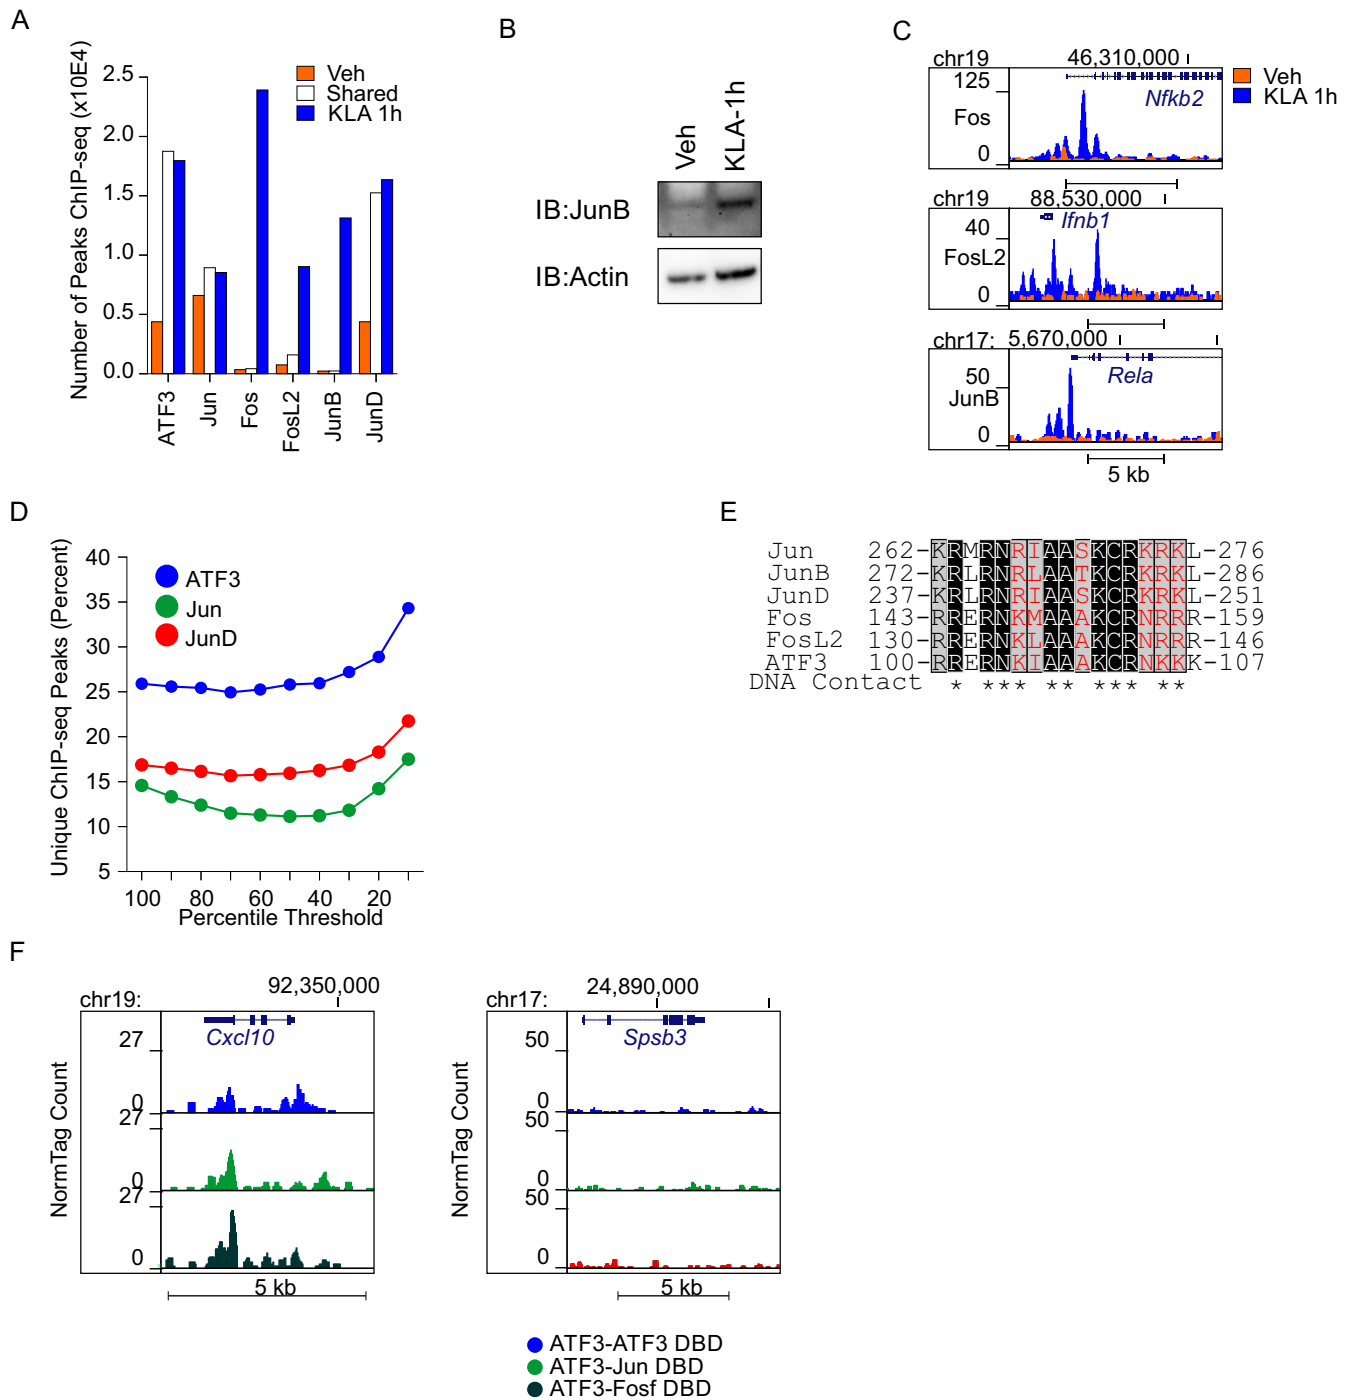 A
Number of Peaks ChIP-seq (x10E4)
2.5
2.0
1.5
1.0
0.5
0.0
Veh
Shared
KLA 1h
ATF3
Jun
Fos
FosL2
JunB
JunD
B
Veh
KLA-1h
IB:JunB
IB:Actin
C
chr19
46,310,000
125
Fos
0
Nfkb2
Veh
KLA 1h
chr19
88,530,000
40
FosL2
0
Ifnb1
chr17:
5,670,000
50
JunB
0
Rela
5 kb
D
Unique ChIP-seq Peaks (Percent)
40
35
30
25
20
15
10
5
ATF3
Jun
JunD
100 80 60 40 20
Percentile Threshold
E
Jun 262-KRMRNRIAASKCRKRKL-276
JunB 272-KRLRNRLAATKCRKRKL-286
JunD 237-KRLRNRIAASKCRKRKL-251
Fos 143-RRERNKMAAAKCRNRRR-159
FosL2 130-RRERNKLAAAKCRNRRR-146
ATF3 100-RRERNKIAAAKCRNKKK-107
DNA Contact * *** ** *** **
F
chr19:
92,350,000
Cxcl10
NormTag Count
27
0
27
0
27
0
5 kb
chr17:
24,890,000
Spsb3
NormTag Count
50
0
50
0
50
0
5 kb
ATF3-ATF3 DBD
ATF3-Jun DBD
ATF3-Fosf DBD